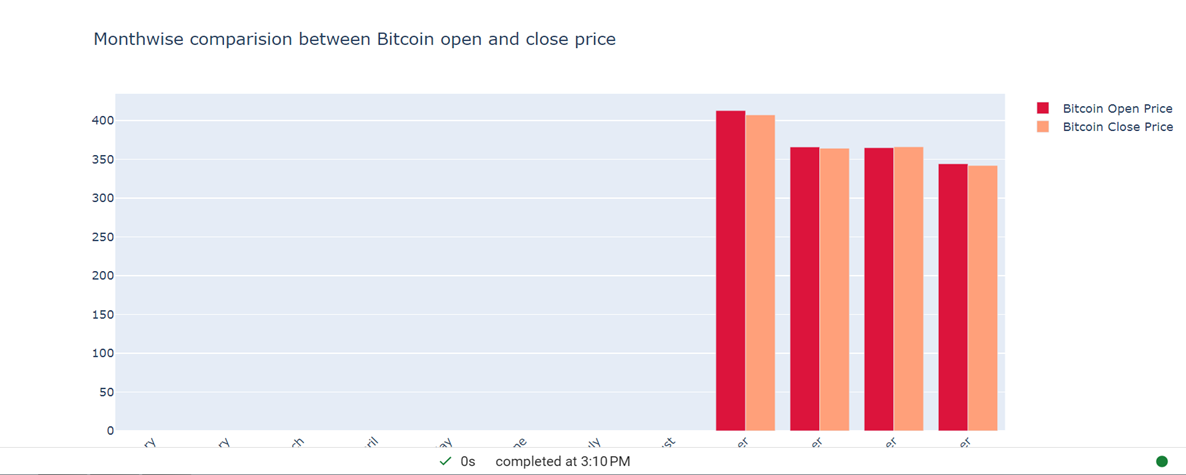 Monthwise comparision between Bitcoin open and close price
Bitcoin Open Price
Bitcoin Close Price
400
350
300
250
200
150
100
50
0
0s completed at 3:10 PM